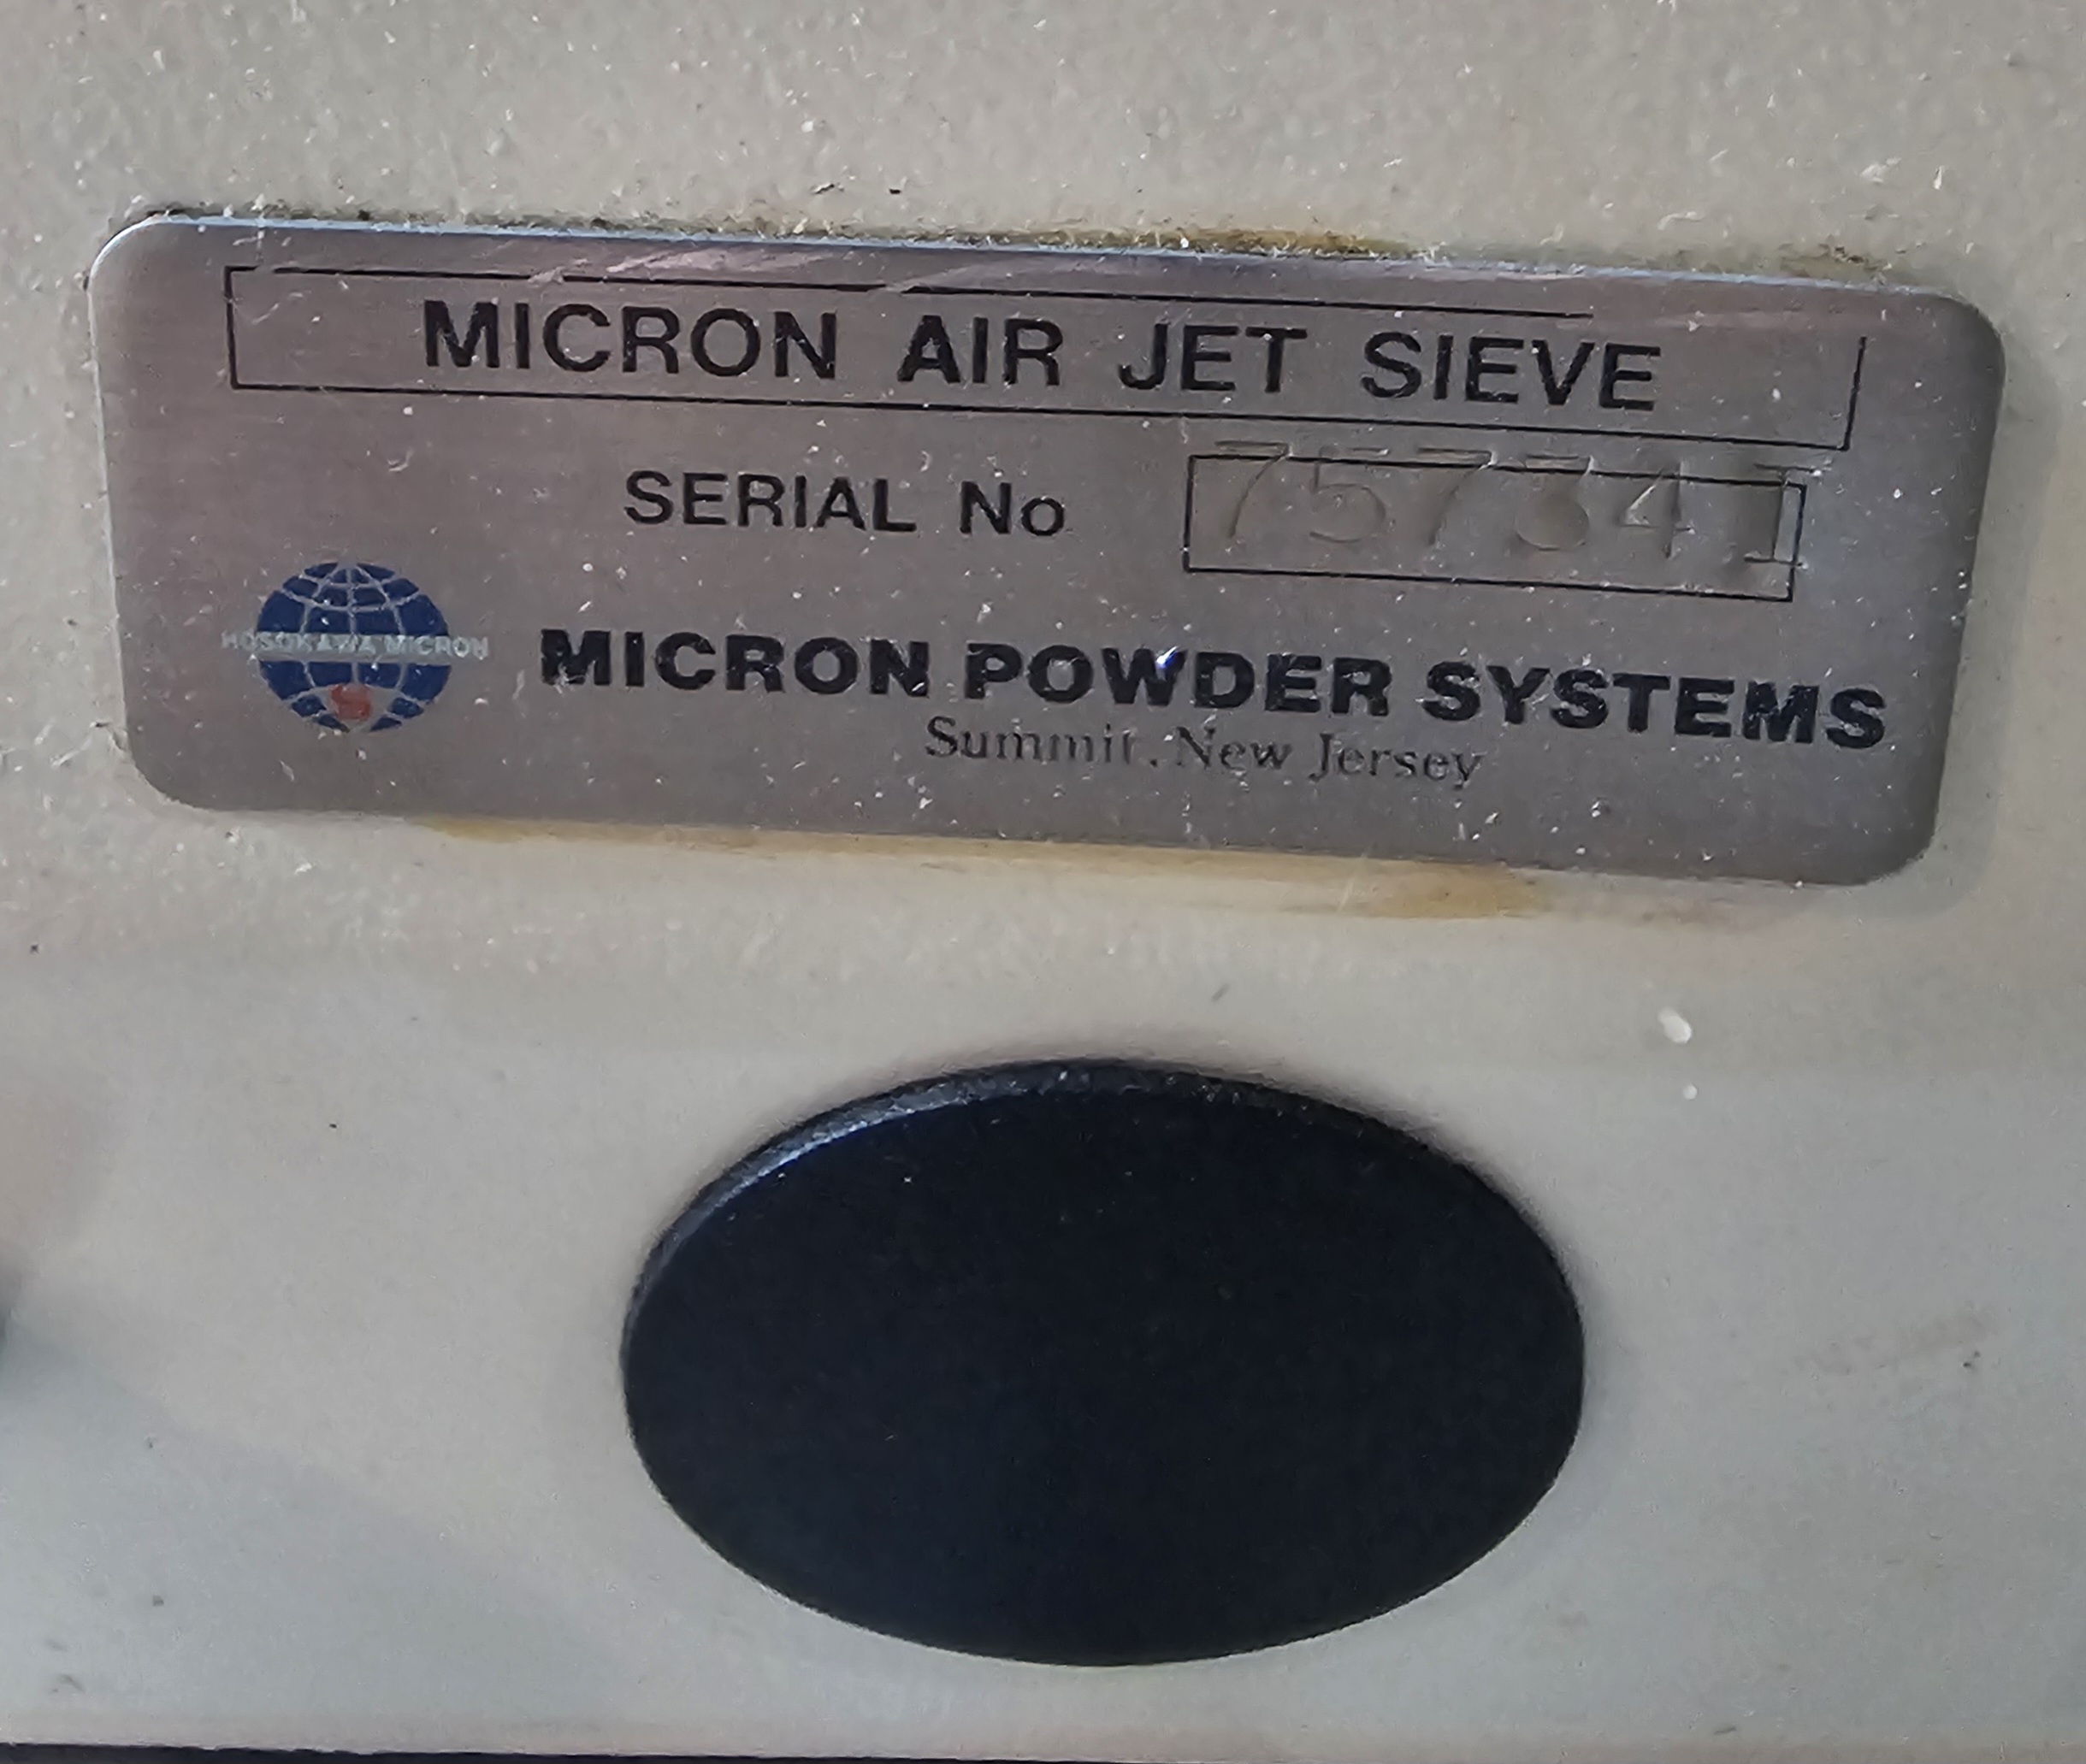 MICRON AIR JET SIEVE
SERIAL No 757341
HOSOKAWA MICRON
MICRON POWDER SYSTEMS
Summit, New Jersey